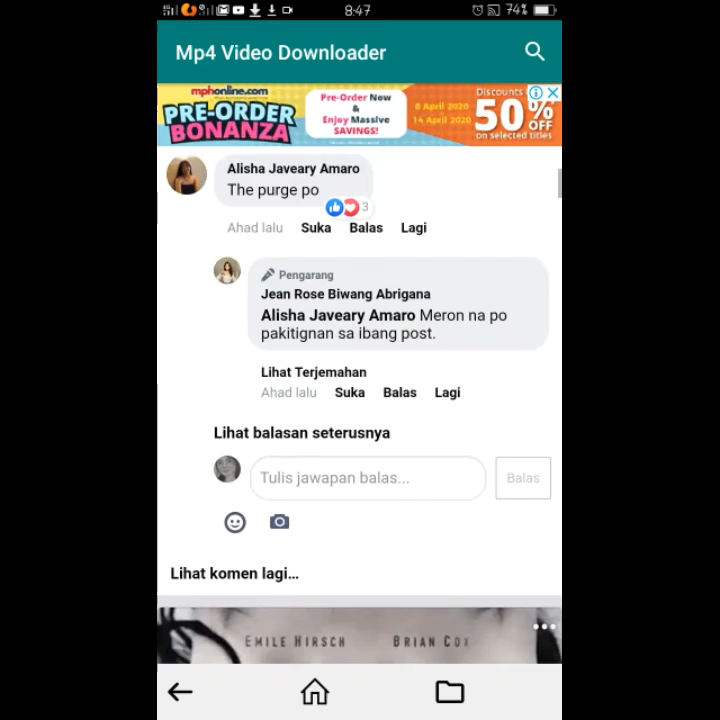 8:47
74%
Mp4 Video Downloader
mphonline.com
PRE-ORDER
BONANZA
Pre-Order Now
&
Enjoy Massive
SAVINGS!
8 April 2020
14 April 2020
Discounts
50%
OFF
on selected titles
Alisha Javeary Amaro
The purge po
3
Ahad lalu Suka Balas Lagi
Pengarang
Jean Rose Biwang Abrigana
Alisha Javeary Amaro Meron na po
pakitignan sa ibang post.
Lihat Terjemahan
Ahad lalu Suka Balas Lagi
Lihat balasan seterusnya
Tulis jawapan balas...
Balas
Lihat komen lagi...
EMILE HIRSCH BRIAN COX